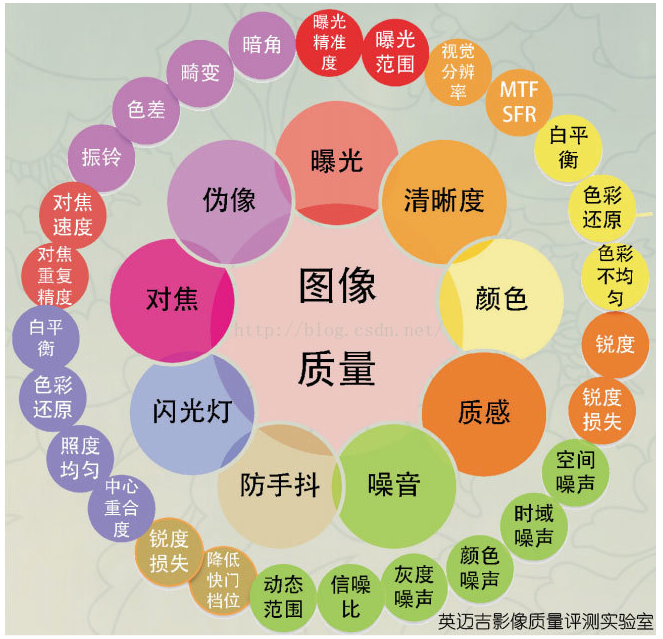 图像
质量
曝光
清晰度
颜色
质感
噪音
防手抖
闪光灯
对焦
伪像
曝光
精准
度
曝光
范围
视觉
分辨
率
MTF
SFR
白平
衡
色彩
还原
色彩
不均
匀
锐度
锐度
损失
空间
噪声
时域
噪声
颜色
噪声
灰度
噪声
信噪
比
动态
范围
降低
快门
档位
锐度
损失
中心
重合
度
照度
均匀
色彩
还原
白平
衡
对焦
重复
精度
对焦
速度
振铃
色差
畸变
暗角
http://blog.csdn.net/
英迈吉影像质量评测实验室